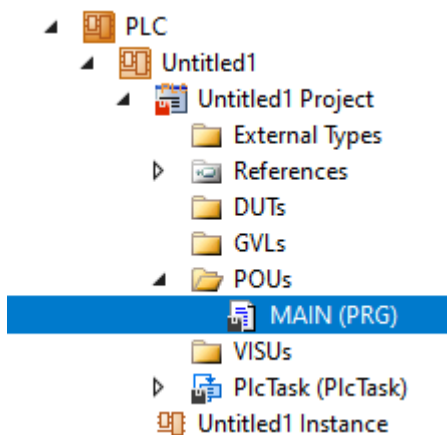 PLC
Untitled1
Untitled1 Project
External Types
References
DUTs
GVLs
POUs
MAIN (PRG)
VISUs
PlcTask (PlcTask)
Untitled1 Instance